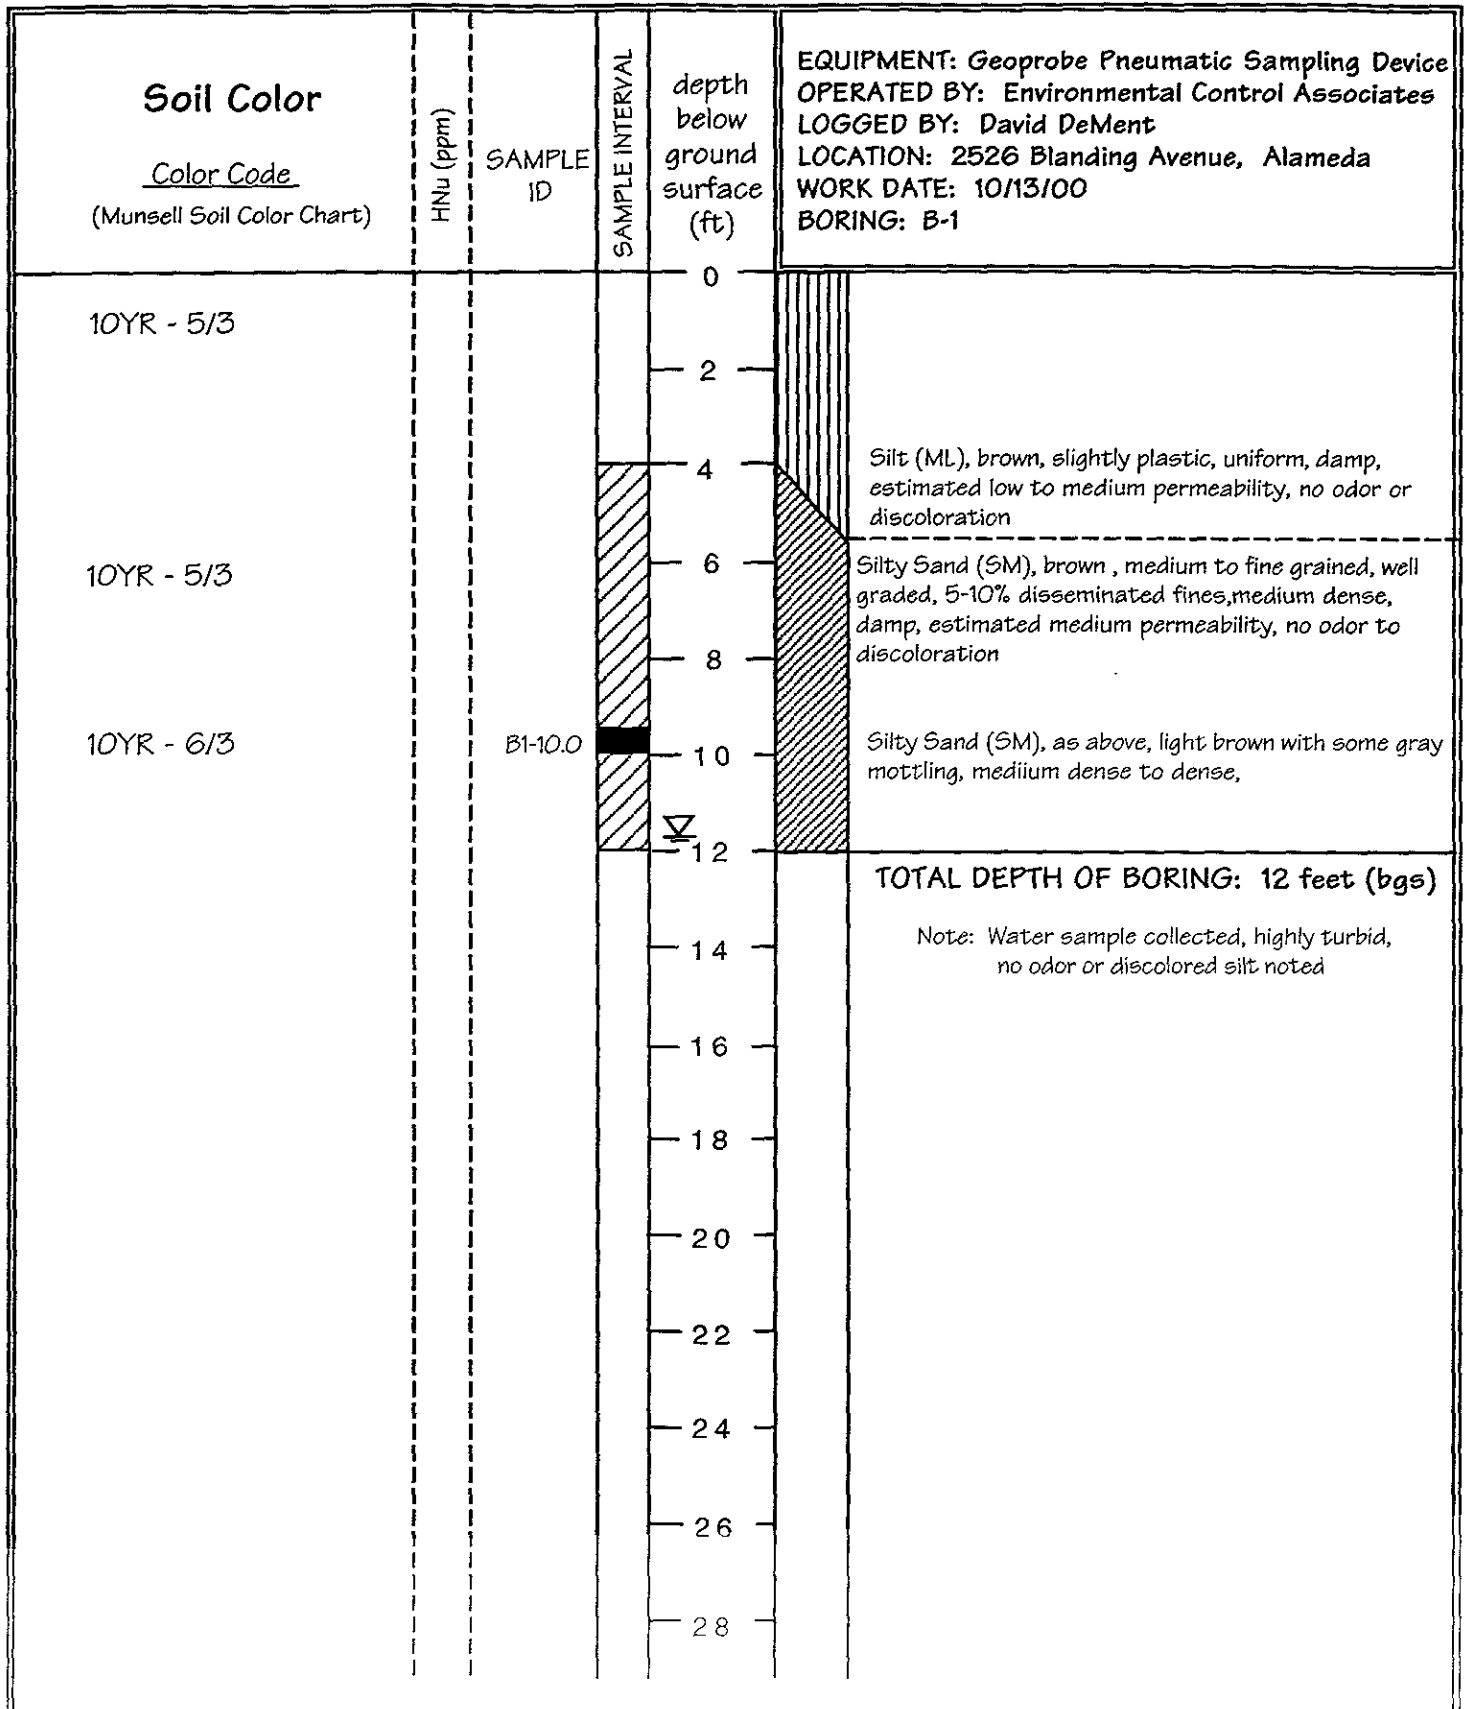 Soil Color
Color Code
(Munsell Soil Color Chart)
HNu (ppm)
SAMPLE
ID
SAMPLE INTERVAL
depth
below
ground
surface
(ft)
EQUIPMENT: Geoprobe Pneumatic Sampling Device
OPERATED BY: Environmental Control Associates
LOGGED BY: David DeMent
LOCATION: 2526 Blanding Avenue, Alameda
WORK DATE: 10/13/00
BORING: B-1
0
10YR - 5/3
2
4
Silt (ML), brown, slightly plastic, uniform, damp,
estimated low to medium permeability, no odor or
discoloration
10YR - 5/3
6
Silty Sand (SM), brown , medium to fine grained, well
graded, 5-10% disseminated fines,medium dense,
damp, estimated medium permeability, no odor to
discoloration
8
10YR - 6/3
B1-10.0
10
Silty Sand (SM), as above, light brown with some gray
mottling, mediium dense to dense,
12
TOTAL DEPTH OF BORING: 12 feet (bgs)
Note: Water sample collected, highly turbid,
no odor or discolored silt noted
14
16
18
20
22
24
26
28